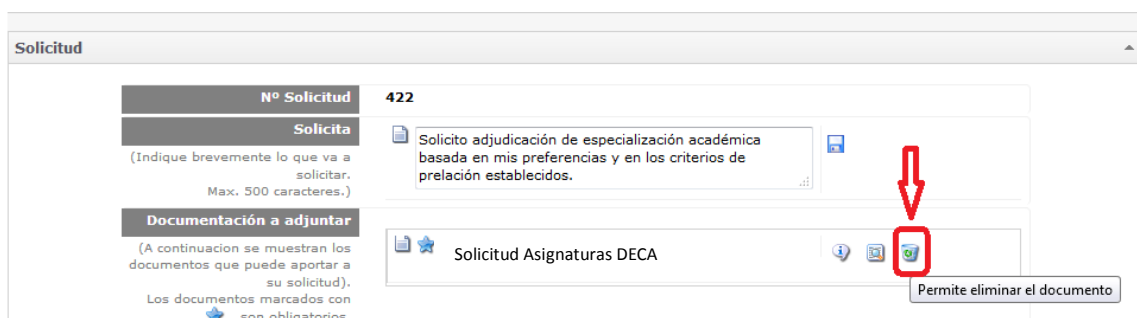 Solicitud
Nº Solicitud
422
Solicita
(Indique brevemente lo que va a
solicitar.
Max. 500 caracteres.)
Solicito adjudicación de especialización académica
basada en mis preferencias y en los criterios de
prelación establecidos.
Documentación a adjuntar
(A continuacion se muestran los
documentos que puede aportar a
su solicitud).
Los documentos marcados con
son obligatorios.
Solicitud Asignaturas DECA
Permite eliminar el documento